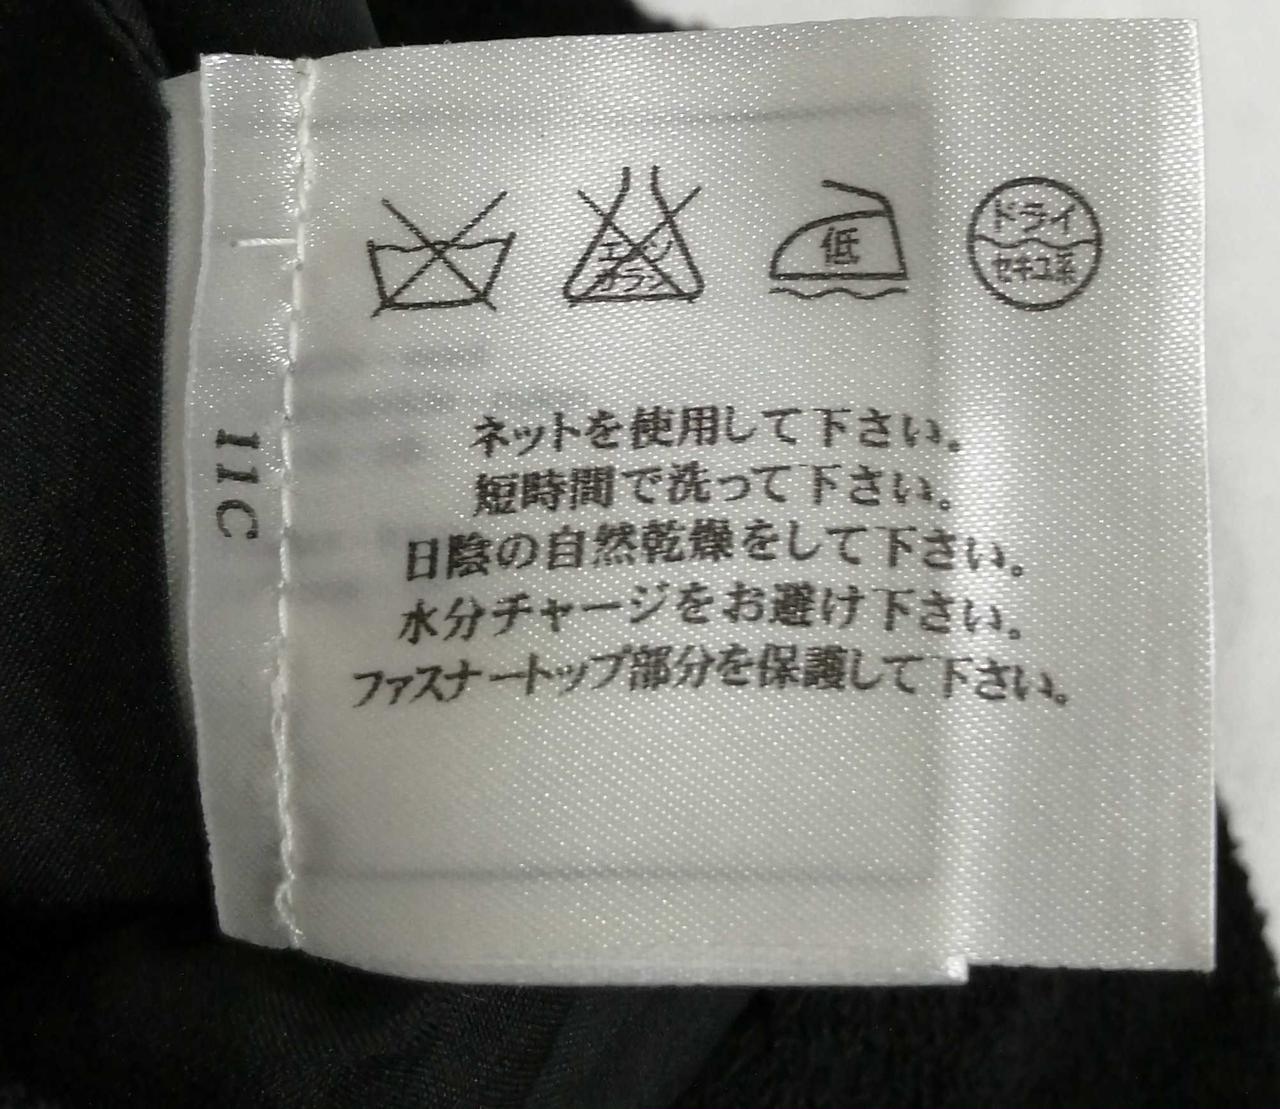 エンソ
オラン
低
ドライ
セキユ系
ネットを使用して下さい。
短時間で洗って下さい。
日陰の自然乾燥をして下さい。
水分チャージをお避け下さい。
ファスナートップ部分を保護して下さい。
11C